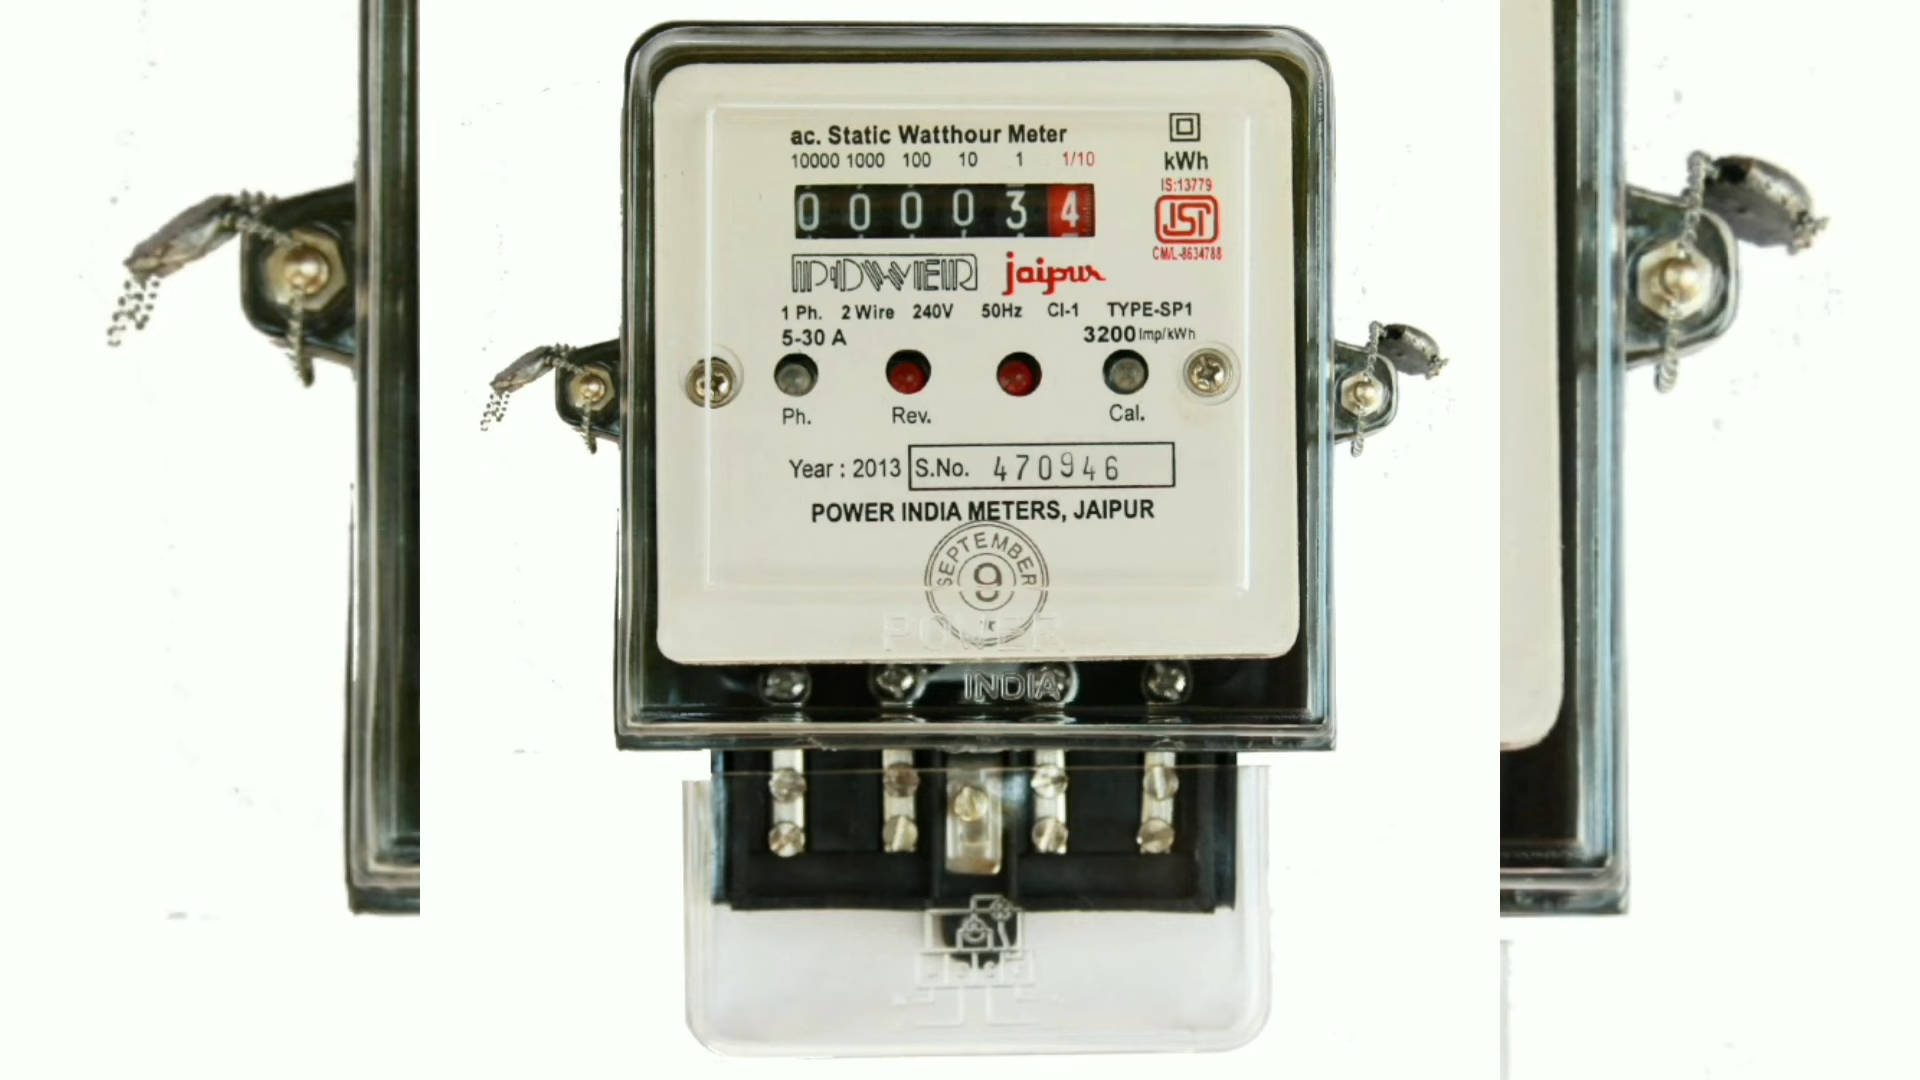 ac. Static Watthour Meter
10000 1000 100 10 1 1/10
kWh
IS:13779
0 0 0 0 3 4
ISI
CM/L-8634788
POWER jaipur
1 Ph. 2 Wire 240V 50Hz Cl-1 TYPE-SP1
5-30 A 3200 Imp/kWh
Ph. Rev. Cal.
Year : 2013 S.No. 470946
POWER INDIA METERS, JAIPUR
SEPTEMBER
9
POWER
INDIA